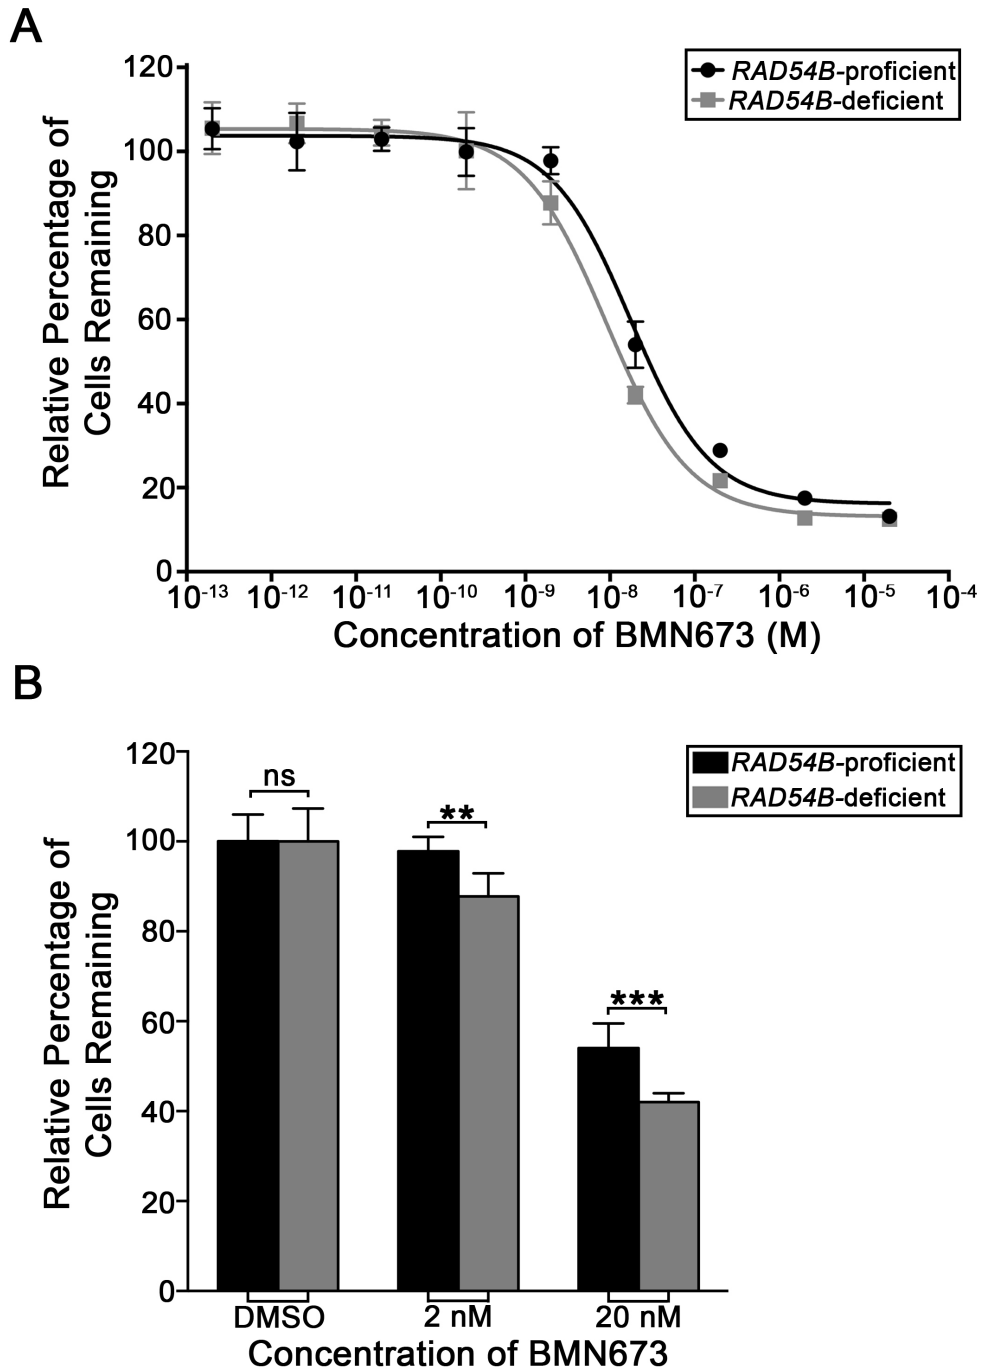 A
RAD54B-proficient
RAD54B-deficient
Relative Percentage of
Cells Remaining
120
100
80
60
40
20
0
10-13 10-12 10-11 10-10 10-9 10-8 10-7 10-6 10-5 10-4
Concentration of BMN673 (M)
B
RAD54B-proficient
RAD54B-deficient
Relative Percentage of
Cells Remaining
120
100
80
60
40
20
0
ns
**
***
DMSO 2 nM 20 nM
Concentration of BMN673